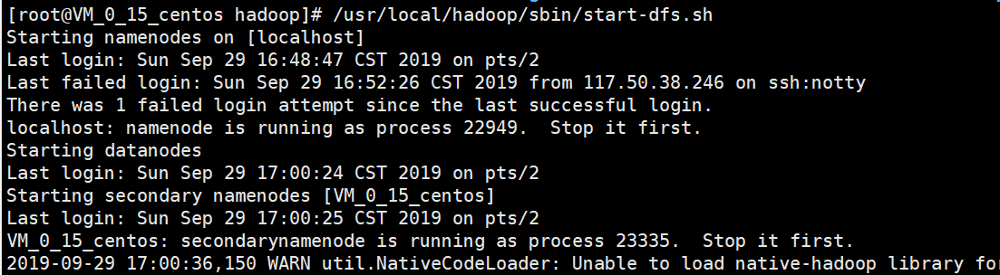 [root@VM_0_15_centos hadoop]# /usr/local/hadoop/sbin/start-dfs.sh
Starting namenodes on [localhost]
Last login: Sun Sep 29 16:48:47 CST 2019 on pts/2
Last failed login: Sun Sep 29 16:52:26 CST 2019 from 117.50.38.246 on ssh:notty
There was 1 failed login attempt since the last successful login.
localhost: namenode is running as process 22949.  Stop it first.
Starting datanodes
Last login: Sun Sep 29 17:00:24 CST 2019 on pts/2
Starting secondary namenodes [VM_0_15_centos]
Last login: Sun Sep 29 17:00:25 CST 2019 on pts/2
VM_0_15_centos: secondarynamenode is running as process 23335.  Stop it first.
2019-09-29 17:00:36,150 WARN util.NativeCodeLoader: Unable to load native-hadoop library for